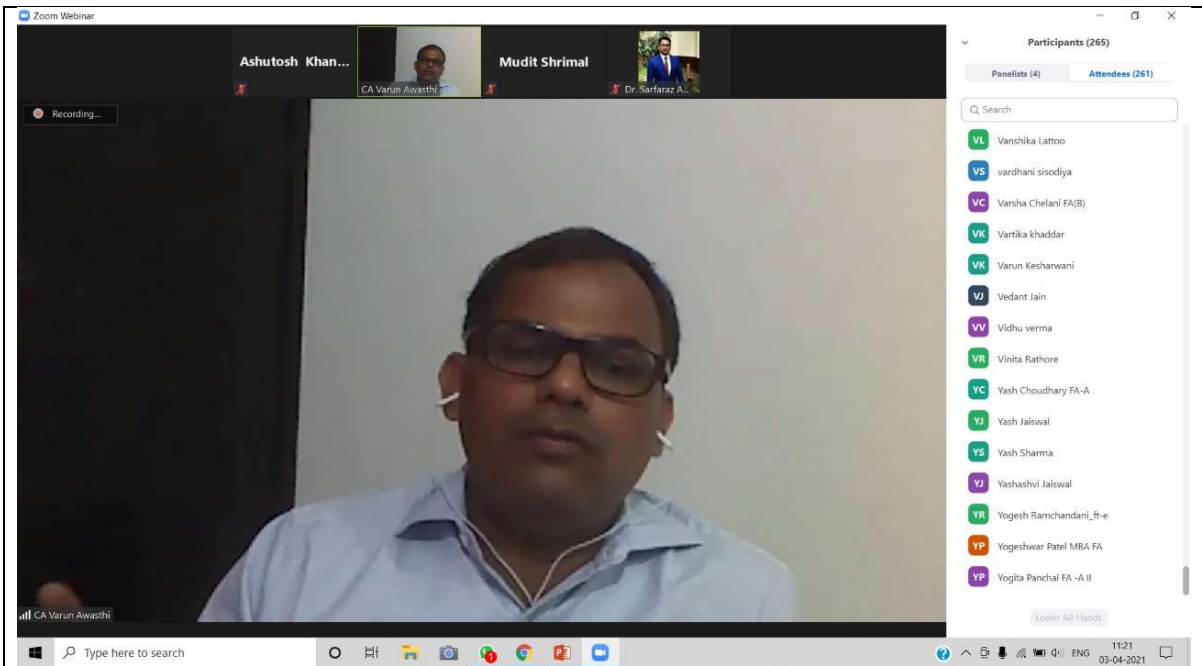 Zoom Webinar
Ashutosh Khan...
CA Varun Awasthi
Mudit Shrimal
Dr. Sarfaraz A...
Recording...
CA Varun Awasthi
Participants (265)
Panelists (4)
Attendees (261)
Search
VL Vanshika Lattoo
VS vardhani sisodiya
VC Varsha Chelani FA(B)
VK Vartika khaddar
VK Varun Kesharwani
VJ Vedant Jain
VV Vidhu verma
VR Vinita Rathore
YC Yash Choudhary FA-A
YJ Yash Jaiswal
YS Yash Sharma
YJ Yashashvi Jaiswal
YR Yogesh Ramchandani_ft-e
YP Yogeshwar Patel MBA FA
YP Yogita Panchal FA -A II
Lower All Hands
Type here to search
ENG
11:21
03-04-2021